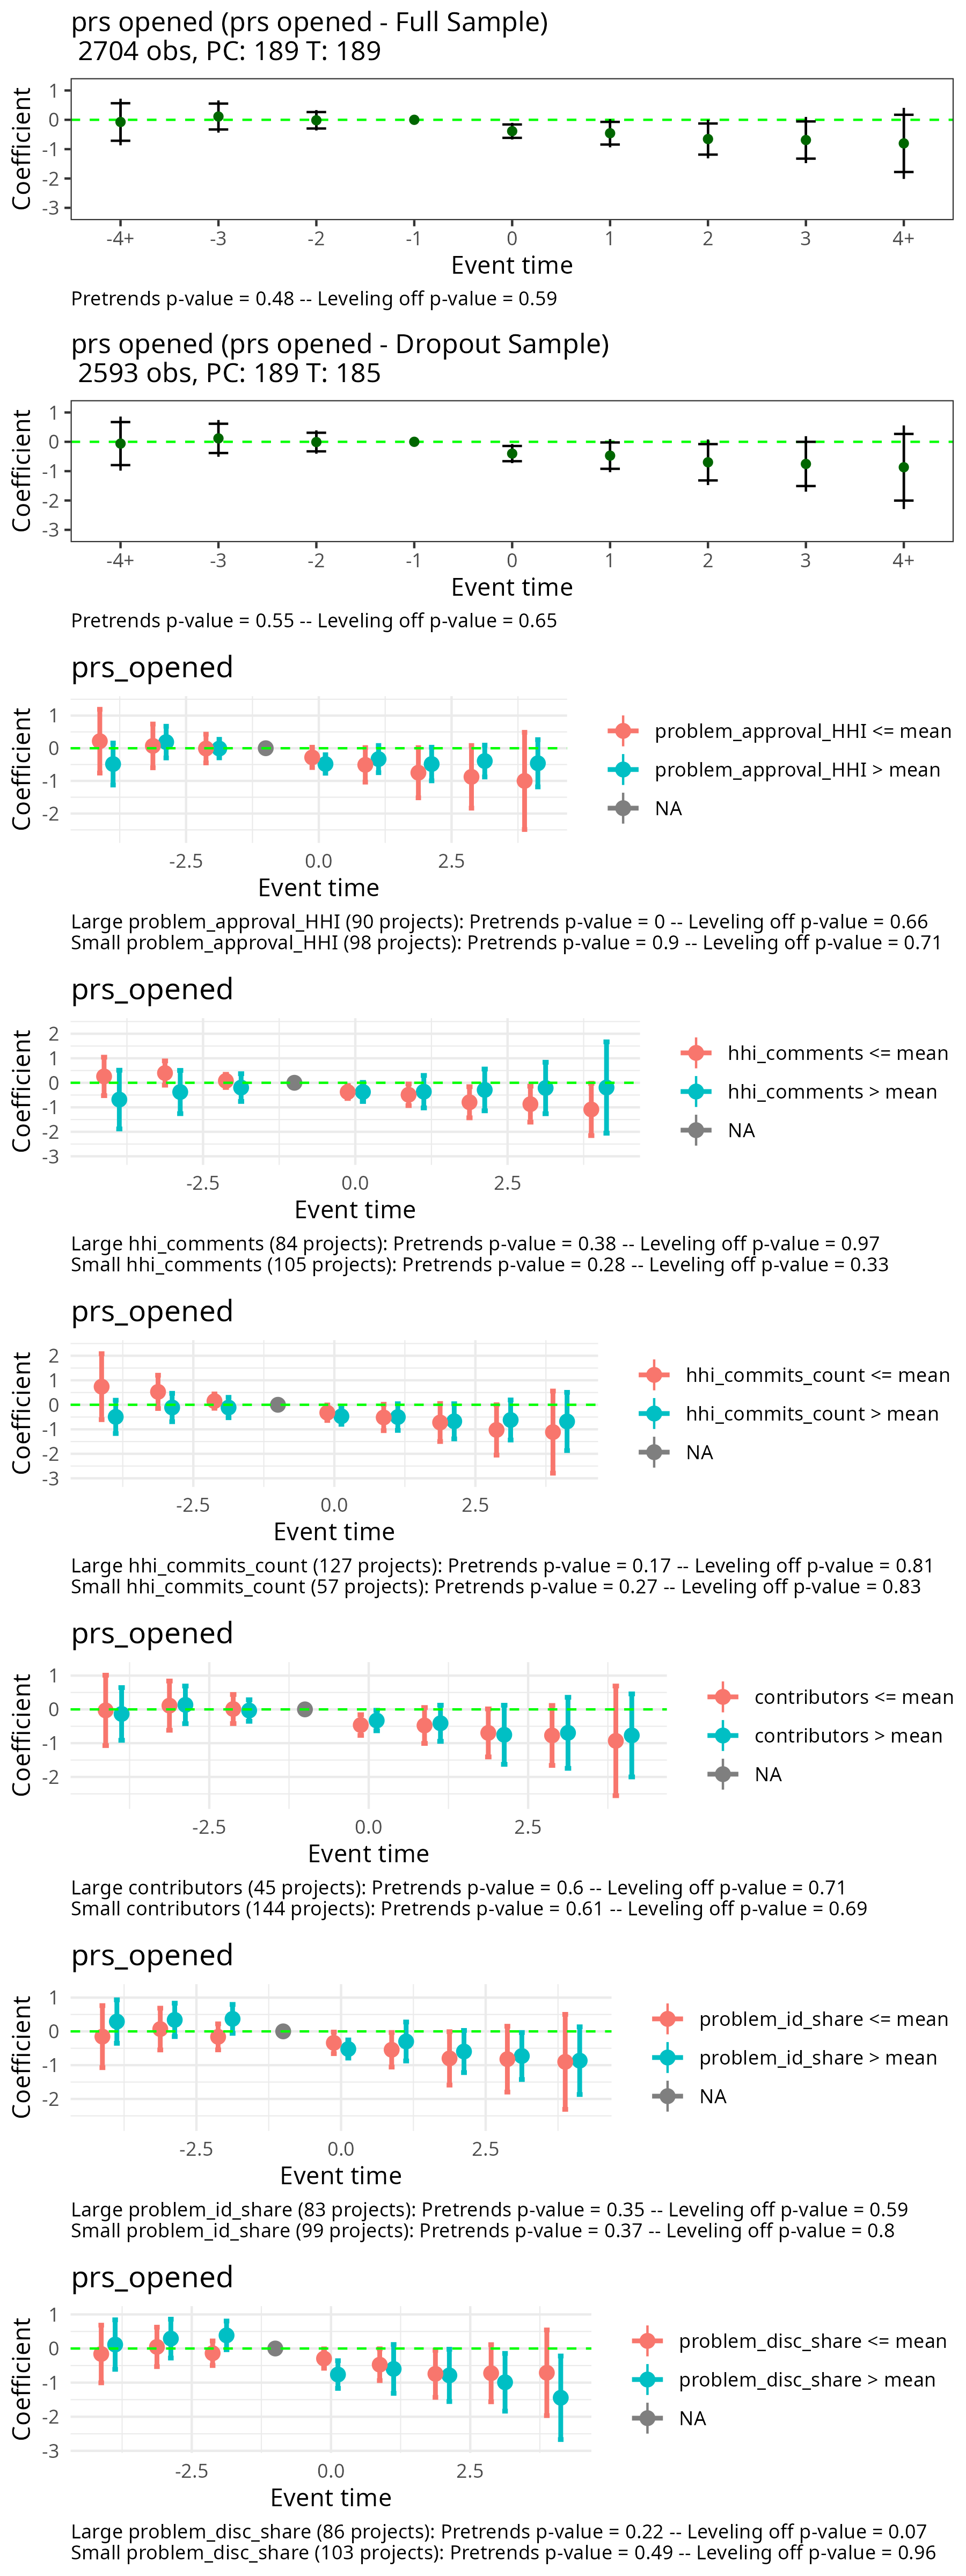 prs opened (prs opened - Full Sample)
2704 obs, PC: 189 T: 189
Coefficient
1
0
-1
-2
-3
-4+ -3 -2 -1 0 1 2 3 4+
Event time
Pretrends p-value = 0.48 -- Leveling off p-value = 0.59
prs opened (prs opened - Dropout Sample)
2593 obs, PC: 189 T: 185
Coefficient
1
0
-1
-2
-3
-4+ -3 -2 -1 0 1 2 3 4+
Event time
Pretrends p-value = 0.55 -- Leveling off p-value = 0.65
prs_opened
Coefficient
1
0
-1
-2
-2.5 0.0 2.5
Event time
problem_approval_HHI <= mean
problem_approval_HHI > mean
NA
Large problem_approval_HHI (90 projects): Pretrends p-value = 0 -- Leveling off p-value = 0.66
Small problem_approval_HHI (98 projects): Pretrends p-value = 0.9 -- Leveling off p-value = 0.71
prs_opened
Coefficient
2
1
0
-1
-2
-3
-2.5 0.0 2.5
Event time
hhi_comments <= mean
hhi_comments > mean
NA
Large hhi_comments (84 projects): Pretrends p-value = 0.38 -- Leveling off p-value = 0.97
Small hhi_comments (105 projects): Pretrends p-value = 0.28 -- Leveling off p-value = 0.33
prs_opened
Coefficient
2
1
0
-1
-2
-3
-2.5 0.0 2.5
Event time
hhi_commits_count <= mean
hhi_commits_count > mean
NA
Large hhi_commits_count (127 projects): Pretrends p-value = 0.17 -- Leveling off p-value = 0.81
Small hhi_commits_count (57 projects): Pretrends p-value = 0.27 -- Leveling off p-value = 0.83
prs_opened
Coefficient
1
0
-1
-2
-2.5 0.0 2.5
Event time
contributors <= mean
contributors > mean
NA
Large contributors (45 projects): Pretrends p-value = 0.6 -- Leveling off p-value = 0.71
Small contributors (144 projects): Pretrends p-value = 0.61 -- Leveling off p-value = 0.69
prs_opened
Coefficient
1
0
-1
-2
-2.5 0.0 2.5
Event time
problem_id_share <= mean
problem_id_share > mean
NA
Large problem_id_share (83 projects): Pretrends p-value = 0.35 -- Leveling off p-value = 0.59
Small problem_id_share (99 projects): Pretrends p-value = 0.37 -- Leveling off p-value = 0.8
prs_opened
Coefficient
1
0
-1
-2
-3
-2.5 0.0 2.5
Event time
problem_disc_share <= mean
problem_disc_share > mean
NA
Large problem_disc_share (86 projects): Pretrends p-value = 0.22 -- Leveling off p-value = 0.07
Small problem_disc_share (103 projects): Pretrends p-value = 0.49 -- Leveling off p-value = 0.96